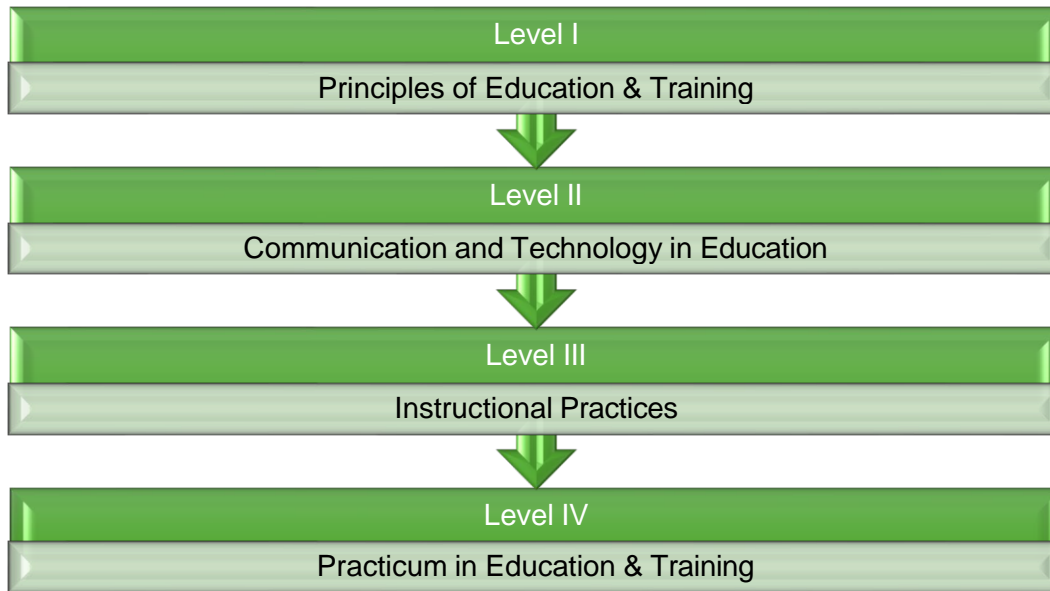 Level I
Principles of Education & Training
Level II
Communication and Technology in Education
Level III
Instructional Practices
Level IV
Practicum in Education & Training